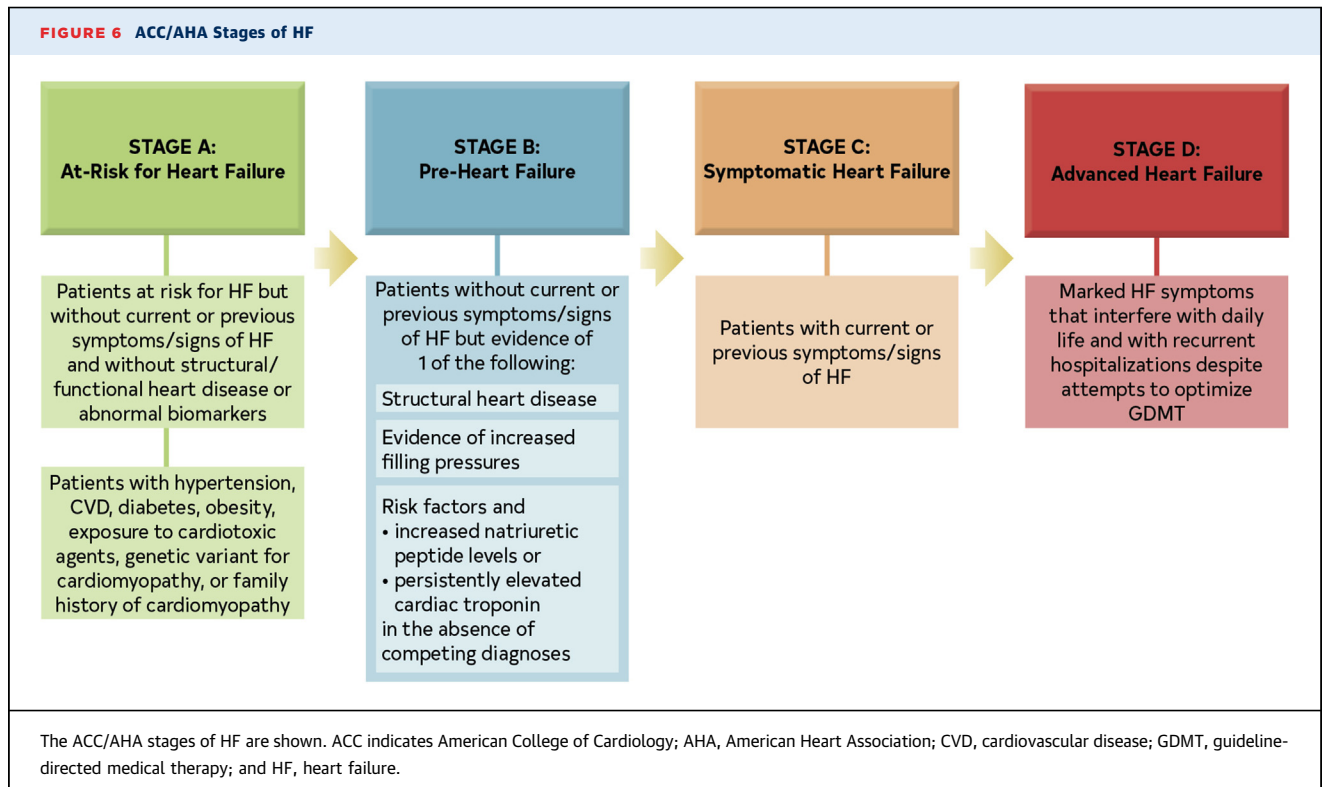 FIGURE 6 ACC/AHA Stages of HF
STAGE A:
At-Risk for Heart Failure
Patients at risk for HF but
without current or previous
symptoms/signs of HF
and without structural/
functional heart disease or
abnormal biomarkers
Patients with hypertension,
CVD, diabetes, obesity,
exposure to cardiotoxic
agents, genetic variant for
cardiomyopathy, or family
history of cardiomyopathy
STAGE B:
Pre-Heart Failure
Patients without current or
previous symptoms/signs
of HF but evidence of
1 of the following:
Structural heart disease
Evidence of increased
filling pressures
Risk factors and
• increased natriuretic
peptide levels or
• persistently elevated
cardiac troponin
in the absence of
competing diagnoses
STAGE C:
Symptomatic Heart Failure
Patients with current or
previous symptoms/signs
of HF
STAGE D:
Advanced Heart Failure
Marked HF symptoms
that interfere with daily
life and with recurrent
hospitalizations despite
attempts to optimize
GDMT
The ACC/AHA stages of HF are shown. ACC indicates American College of Cardiology; AHA, American Heart Association; CVD, cardiovascular disease; GDMT, guideline-
directed medical therapy; and HF, heart failure.